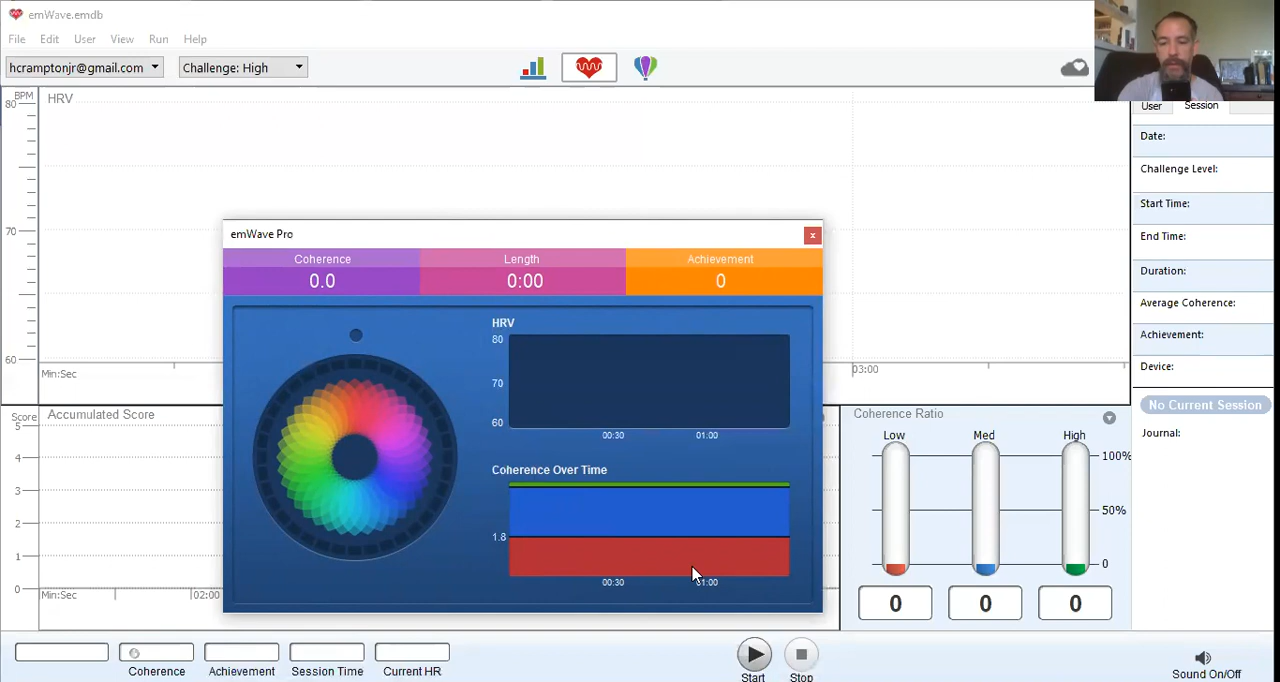 emWave.emdb
File Edit User View Run Help
hcramptonjr@gmail.com Challenge: High
User Session
BPM
HRV
80
70
60
Min:Sec
03:00
Date:
Challenge Level:
Start Time:
End Time:
Duration:
Average Coherence:
Achievement:
Device:
No Current Session
Journal:
emWave Pro
x
Coherence Length Achievement
0.0 0:00 0
HRV
80
70
60
00:30 01:00
Coherence Over Time
1.8
00:30 01:00
Score
Accumulated Score
5
4
3
2
1
0
Min:Sec 02:00
Coherence Ratio
Low Med High
100%
50%
0
0 0 0
Coherence Achievement Session Time Current HR
Start Stop
Sound On/Off